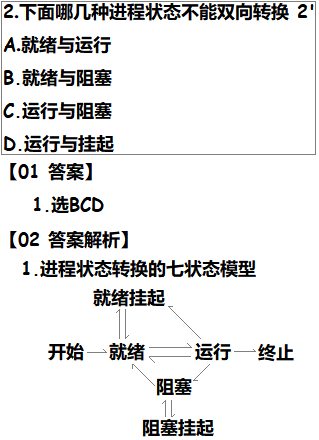 2.下面哪几种进程状态不能双向转换 2'
A.就绪与运行
B.就绪与阻塞
C.运行与阻塞
D.运行与挂起
【01 答案】
1.选BCD
【02 答案解析】
1.进程状态转换的七状态模型
就绪挂起
开始 就绪 运行 终止
阻塞
阻塞挂起